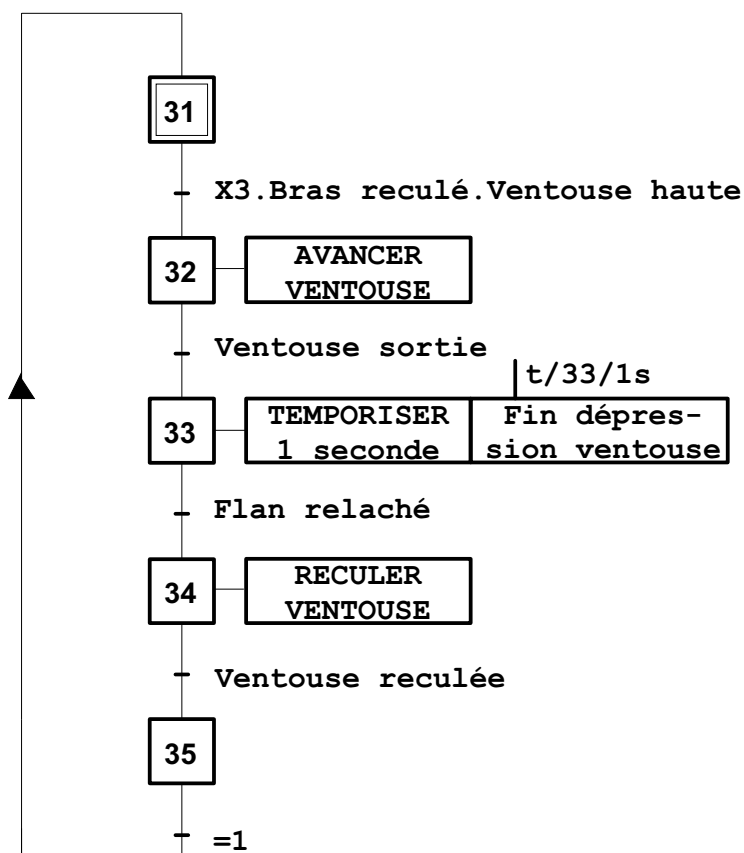 31
X3.Bras reculé.Ventouse haute
32
AVANCER
VENTOUSE
Ventouse sortie
t/33/1s
33
TEMPORISER
1 seconde
Fin dépres-
sion ventouse
Flan relaché
34
RECULER
VENTOUSE
Ventouse reculée
35
=1